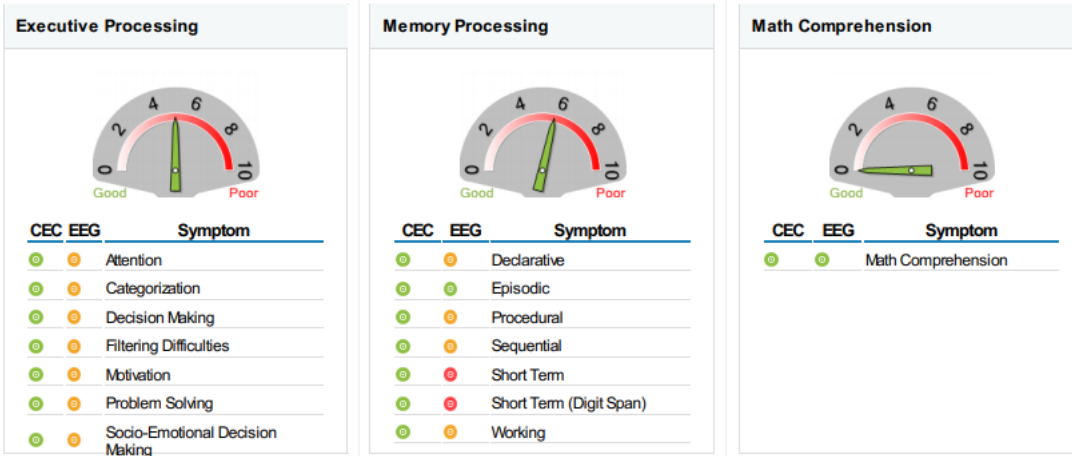 Executive Processing
0 2 4 6 8 10
Good Poor
CEC EEG Symptom
Attention
Categorization
Decision Making
Filtering Difficulties
Motivation
Problem Solving
Socio-Emotional Decision
Making
Memory Processing
0 2 4 6 8 10
Good Poor
CEC EEG Symptom
Declarative
Episodic
Procedural
Sequential
Short Term
Short Term (Digit Span)
Working
Math Comprehension
0 2 4 6 8 10
Good Poor
CEC EEG Symptom
Math Comprehension